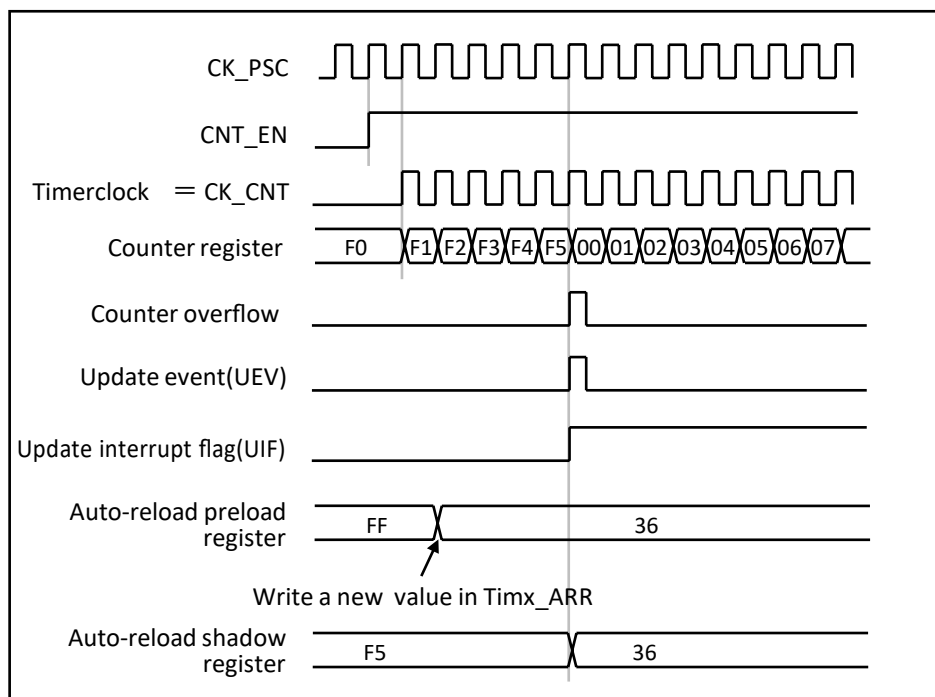 CK_PSC
CNT_EN
Timerclock = CK_CNT
Counter register F0 F1 F2 F3 F4 F5 00 01 02 03 04 05 06 07
Counter overflow
Update event(UEV)
Update interrupt flag(UIF)
Auto-reload preload
register
FF 36
Write a new value in Timx_ARR
Auto-reload shadow
register
F5 36